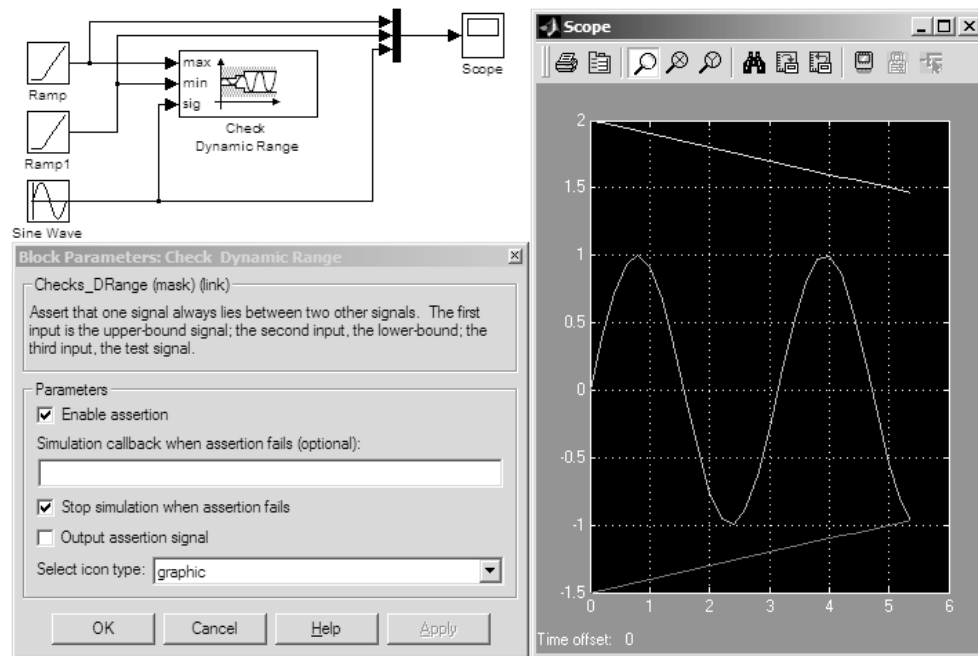 Ramp
Ramp1
Sine Wave
max
min
sig
Check
Dynamic Range
Scope
Block Parameters: Check Dynamic Range
Checks_DRange (mask) (link)
Assert that one signal always lies between two other signals. The first
input is the upper-bound signal; the second input, the lower-bound; the
third input, the test signal.
Parameters
Enable assertion
Simulation callback when assertion fails (optional):
Stop simulation when assertion fails
Output assertion signal
Select icon type: graphic
OK Cancel Help Apply
Scope
2
1.5
1
0.5
0
-0.5
-1
-1.5
0 1 2 3 4 5 6
Time offset: 0